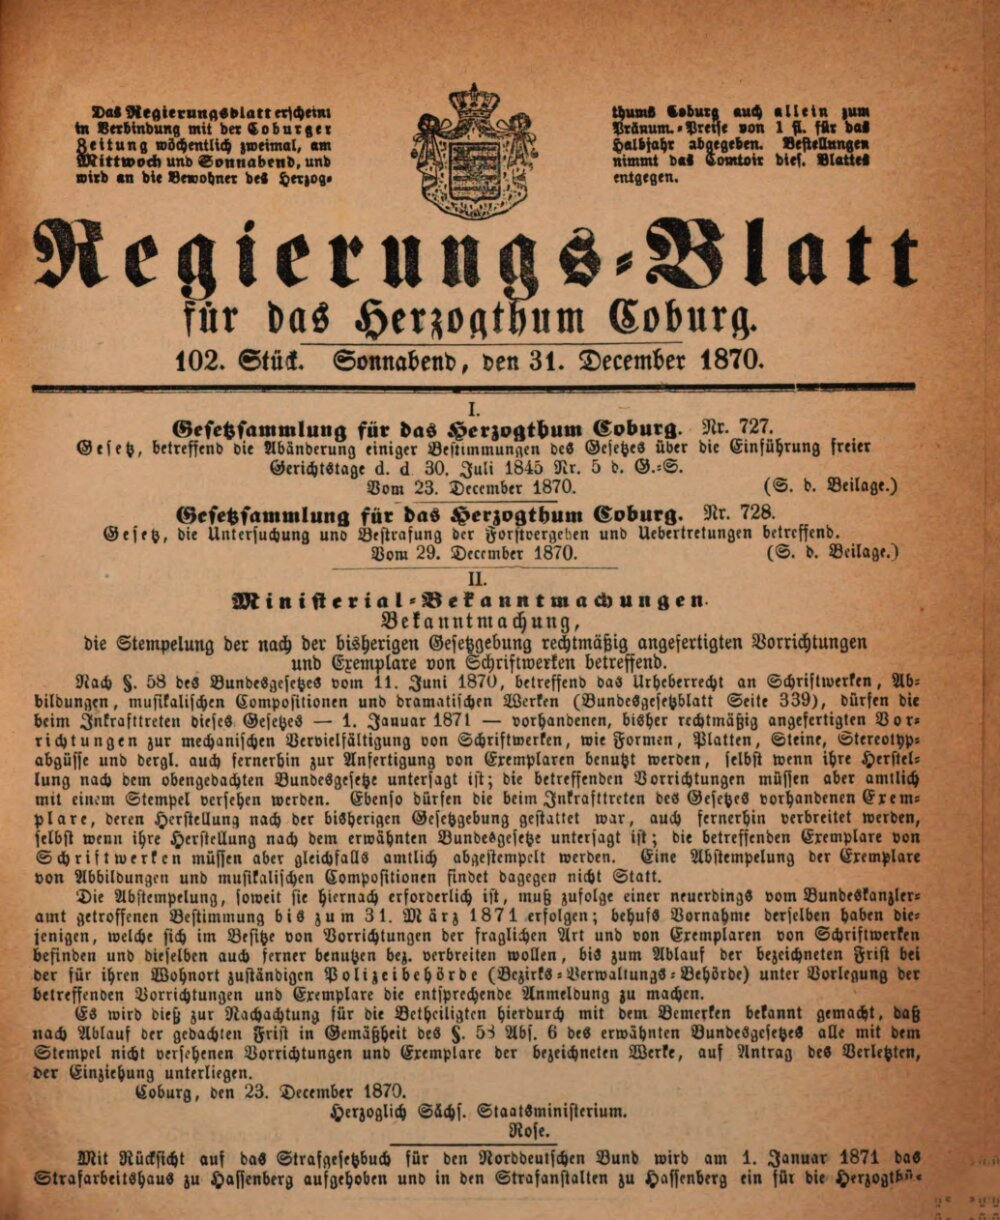 Das Regierungsblatt erscheint
in Verbindung mit der Coburger
Zeitung wöchentlich zweimal, am
Mittwoch und Sonnabend, und
wird an die Bewohner des Herzog-
thums Coburg auch allein zum
Pränum.-Preise von 1 fl. für das
Halbjahr abgegeben. Bestellungen
nimmt das Comtoir dies. Blattes
entgegen.
Regierungs-Blatt
für das Herzogthum Coburg.
102. Stück. Sonnabend, den 31. December 1870.
I.
Gesetzsammlung für das Herzogthum Coburg. Nr. 727.
Gesetz, betreffend die Abänderung einiger Bestimmungen des Gesetzes über die Einführung freier
Gerichtstage d. d 30. Juli 1845 Nr. 5 d. G.-S.
Vom 23. December 1870. (S. d. Beilage.)
Gesetzsammlung für das Herzogthum Coburg. Nr. 728.
Gesetz, die Untersuchung und Bestrafung der Forstvergehen und Uebertretungen betreffend.
Vom 29. December 1870. (S. d. Beilage.)
II.
Ministerial-Bekanntmachungen.
Bekanntmachung,
die Stempelung der nach der bisherigen Gesetzgebung rechtmäßig angefertigten Vorrichtungen
und Exemplare von Schriftwerken betreffend.
Nach §. 58 des Bundesgesetzes vom 11. Juni 1870, betreffend das Urheberrecht an Schriftwerken, Ab-
bildungen, musikalischen Compositionen und dramatischen Werken (Bundesgesetzblatt Seite 339), dürfen die
beim Inkrafttreten dieses Gesetzes — 1. Januar 1871 — vorhandenen, bisher rechtmäßig angefertigten Vor-
richtungen zur mechanischen Vervielfältigung von Schriftwerken, wie Formen, Platten, Steine, Stereotyp-
abgüsse und dergl. auch fernerhin zur Anfertigung von Exemplaren benutzt werden, selbst wenn ihre Herstel-
lung nach dem obengedachten Bundesgesetze untersagt ist; die betreffenden Vorrichtungen müssen aber amtlich
mit einem Stempel versehen werden. Ebenso dürfen die beim Inkrafttreten des Gesetzes vorhandenen Exem-
plare, deren Herstellung nach der bisherigen Gesetzgebung gestattet war, auch fernerhin verbreitet werden,
selbst wenn ihre Herstellung nach dem erwähnten Bundesgesetze untersagt ist; die betreffenden Exemplare von
Schriftwerken müssen aber gleichfalls amtlich abgestempelt werden. Eine Abstempelung der Exemplare
von Abbildungen und musikalischen Compositionen findet dagegen nicht Statt.
Die Abstempelung, soweit sie hiernach erforderlich ist, muß zufolge einer neuerdings vom Bundeskanzler-
amt getroffenen Bestimmung bis zum 31. März 1871 erfolgen; behufs Vornahme derselben haben die-
jenigen, welche sich im Besitze von Vorrichtungen der fraglichen Art und von Exemplaren von Schriftwerken
befinden und dieselben auch ferner benutzen bez. verbreiten wollen, bis zum Ablauf der bezeichneten Frist bei
der für ihren Wohnort zuständigen Polizeibehörde (Bezirks-Verwaltungs-Behörde) unter Vorlegung der
betreffenden Vorrichtungen und Exemplare die entsprechende Anmeldung zu machen.
Es wird dieß zur Nachachtung für die Betheiligten hierdurch mit dem Bemerken bekannt gemacht, daß
nach Ablauf der gedachten Frist in Gemäßheit des §. 58 Abs. 6 des erwähnten Bundesgesetzes alle mit dem
Stempel nicht versehenen Vorrichtungen und Exemplare der bezeichneten Werke, auf Antrag des Verletzten,
der Einziehung unterliegen.
Coburg, den 23. December 1870.
Herzoglich Sächs. Staatsministerium.
Rose.
Mit Rücksicht auf das Strafgesetzbuch für den Norddeutschen Bund wird am 1. Januar 1871 das
Strafarbeitshaus zu Hassenberg aufgehoben und in den Strafanstalten zu Hassenberg ein für die Herzogthü-